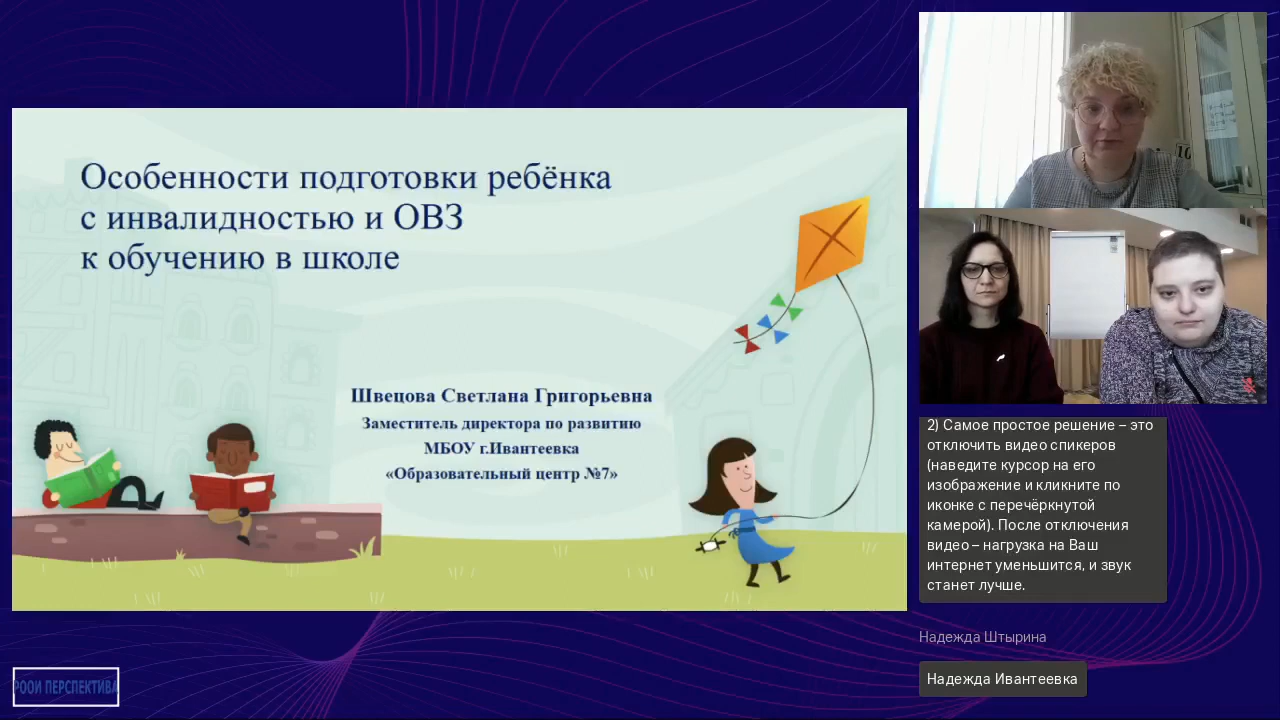 Особенности подготовки ребёнка
с инвалидностью и ОВЗ
к обучению в школе
Швецова Светлана Григорьевна
Заместитель директора по развитию
МБОУ г.Ивантеевка
«Образовательный центр №7»
РООИ ПЕРСПЕКТИВА
10
2) Самое простое решение – это
отключить видео спикеров
(наведите курсор на его
изображение и кликните по
иконке с перечёркнутой
камерой). После отключения
видео – нагрузка на Ваш
интернет уменьшится, и звук
станет лучше.
Надежда Штырина
Надежда Ивантеевка